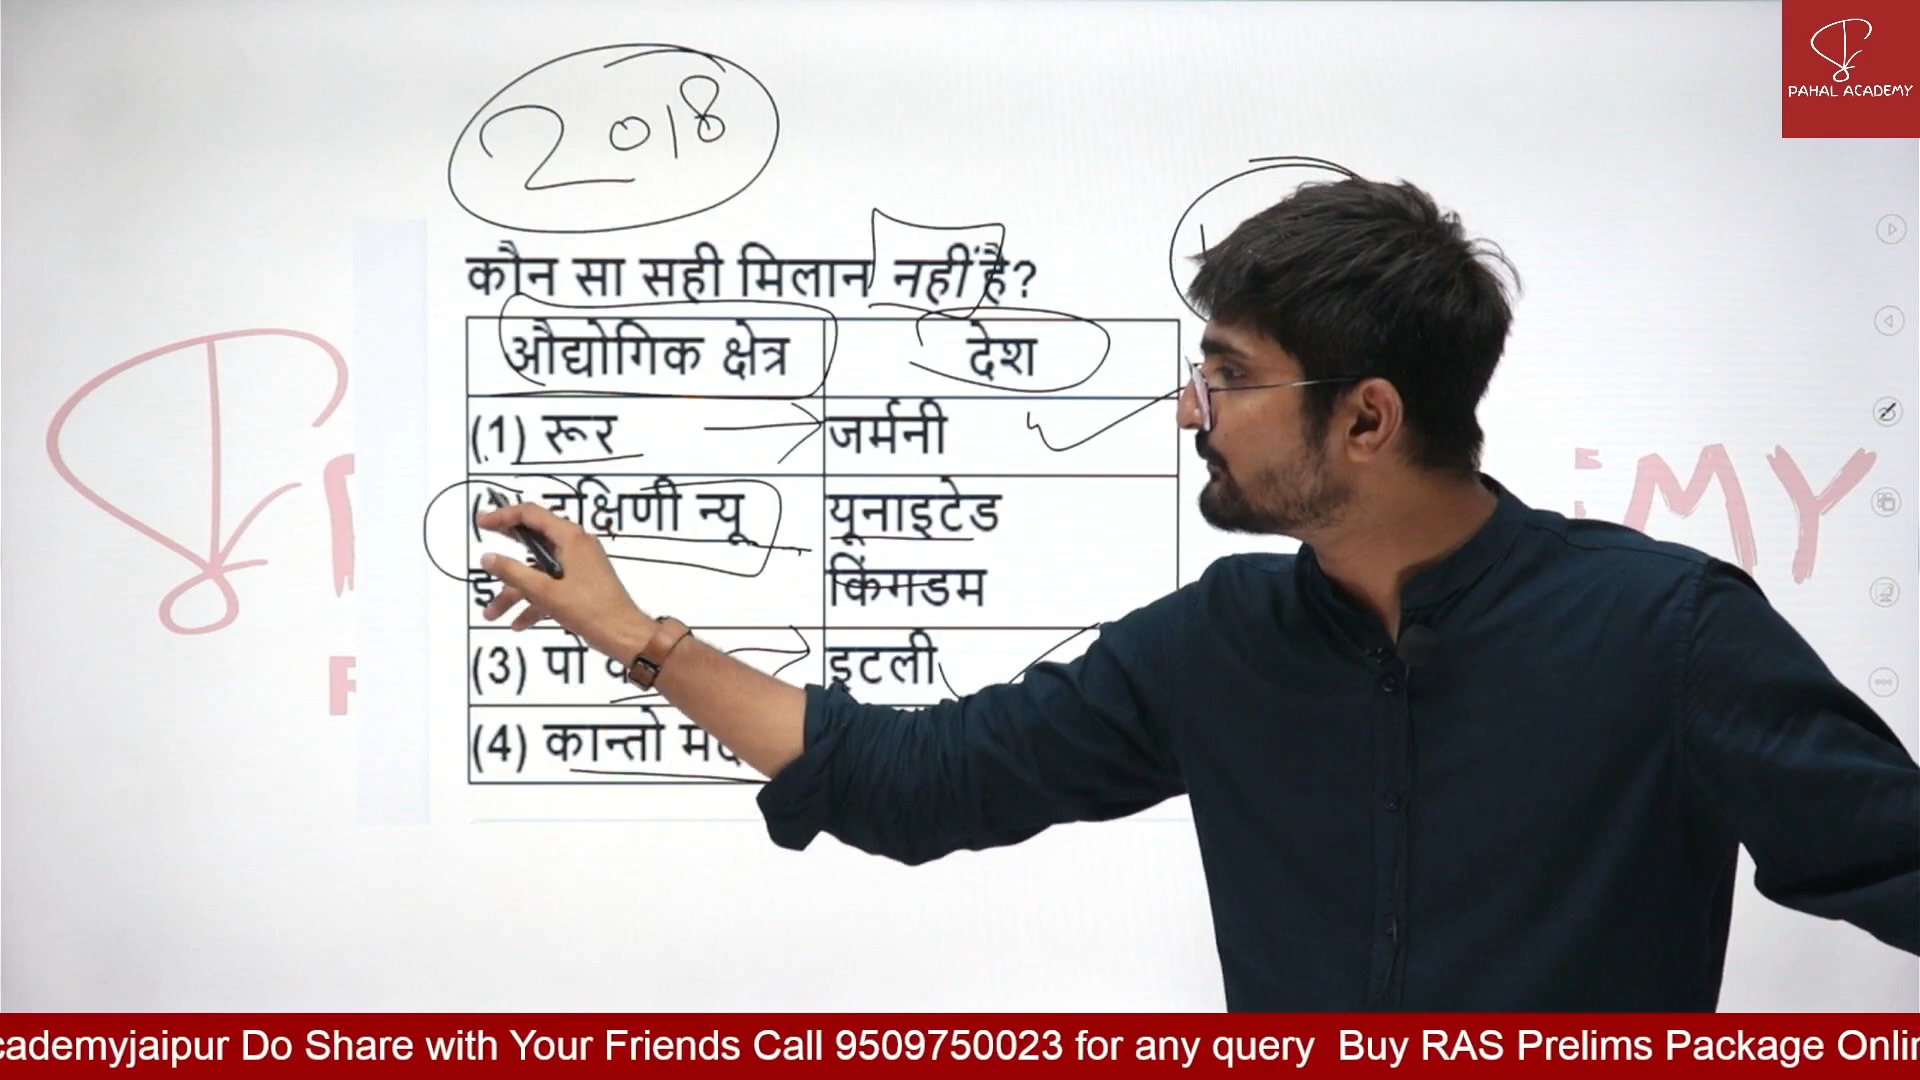 PAHAL ACADEMY
2018
कौन सा सही मिलान नहीं है?
औद्योगिक क्षेत्र देश
(1) रूर जर्मनी
दक्षिणी न्यू यूनाइटेड
किंगडम
(3) पो इटली
(4) कान्तो
cademyjaipur Do Share with Your Friends Call 9509750023 for any query Buy RAS Prelims Package Onlin